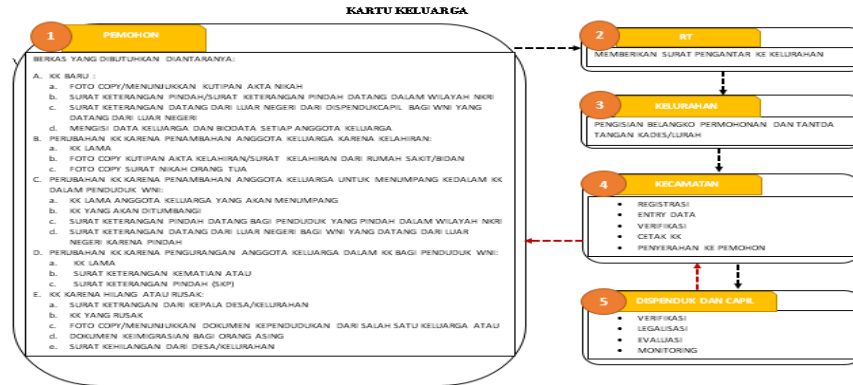 KARTU KELUARGA
1
PEMOHON
BERKAS YANG DIBUTUHKAN DIANTARANYA:
A. KK BARU :
a. FOTO COPY/MENUNJUKKAN KUTIPAN AKTA NIKAH
b. SURAT KETERANGAN PINDAH/SURAT KETERANGAN PINDAH DATANG DALAM WILAYAH NKRI
c. SURAT KETERANGAN DATANG DARI LUAR NEGERI DARI DISPENDUKCAPIL BAGI WNI YANG
DATANG DARI LUAR NEGERI
d. MENGISI DATA KELUARGA DAN BIODATA SETIAP ANGGOTA KELUARGA
B. PERUBAHAN KK KARENA PENAMBAHAN ANGGOTA KELUARGA KARENA KELAHIRAN:
a. KK LAMA
b. FOTO COPY KUTIPAN AKTA KELAHIRAN/SURAT KELAHIRAN DARI RUMAH SAKIT/BIDAN
c. FOTO COPY SURAT NIKAH ORANG TUA
C. PERUBAHAN KK KARENA PENAMBAHAN ANGGOTA KELUARGA UNTUK MENUMPANG KEDALAM KK
DALAM PENDUDUK WNI:
a. KK LAMA ANGGOTA KELUARGA YANG AKAN MENUMPANG
b. KK YANG AKAN DITUMBANGI
c. SURAT KETERANGAN PINDAH DATANG BAGI PENDUDUK YANG PINDAH DALAM WILAYAH NKRI
d. SURAT KETERANGAN DATANG DARI LUAR NEGERI BAGI WNI YANG DATANG DARI LUAR
NEGERI KARENA PINDAH
D. PERUBAHAN KK KARENA PENGURANGAN ANGGOTA KELUARGA DALAM KK BAGI PENDUDUK WNI:
a. KK LAMA
b. SURAT KETERANGAN KEMATIAN ATAU
c. SURAT KETERANGAN PINDAH (SKP)
E. KK KARENA HILANG ATAU RUSAK:
a. SURAT KETRANGAN DARI KEPALA DESA/KELURAHAN
b. KK YANG RUSAK
c. FOTO COPY/MENUNJUKKAN DOKUMEN KEPENDUDUKAN DARI SALAH SATU KELUARGA ATAU
d. DOKUMEN KEIMIGRASIAN BAGI ORANG ASING
e. SURAT KEHILANGAN DARI DESA/KELURAHAN
2
RT
MEMBERIKAN SURAT PENGANTAR KE KELURAHAN
3
KELURAHAN
PENGISIAN BELANGKO PERMOHONAN DAN TANTDA
TANGAN KADES/LURAH
4
KECAMATAN
• REGISTRASI
• ENTRY DATA
• VERIFIKASI
• CETAK KK
• PENYERAHAN KE PEMOHON
5
DISPENDUK DAN CAPIL
• VERIFIKASI
• LEGALISASI
• EVALUASI
• MONITORING